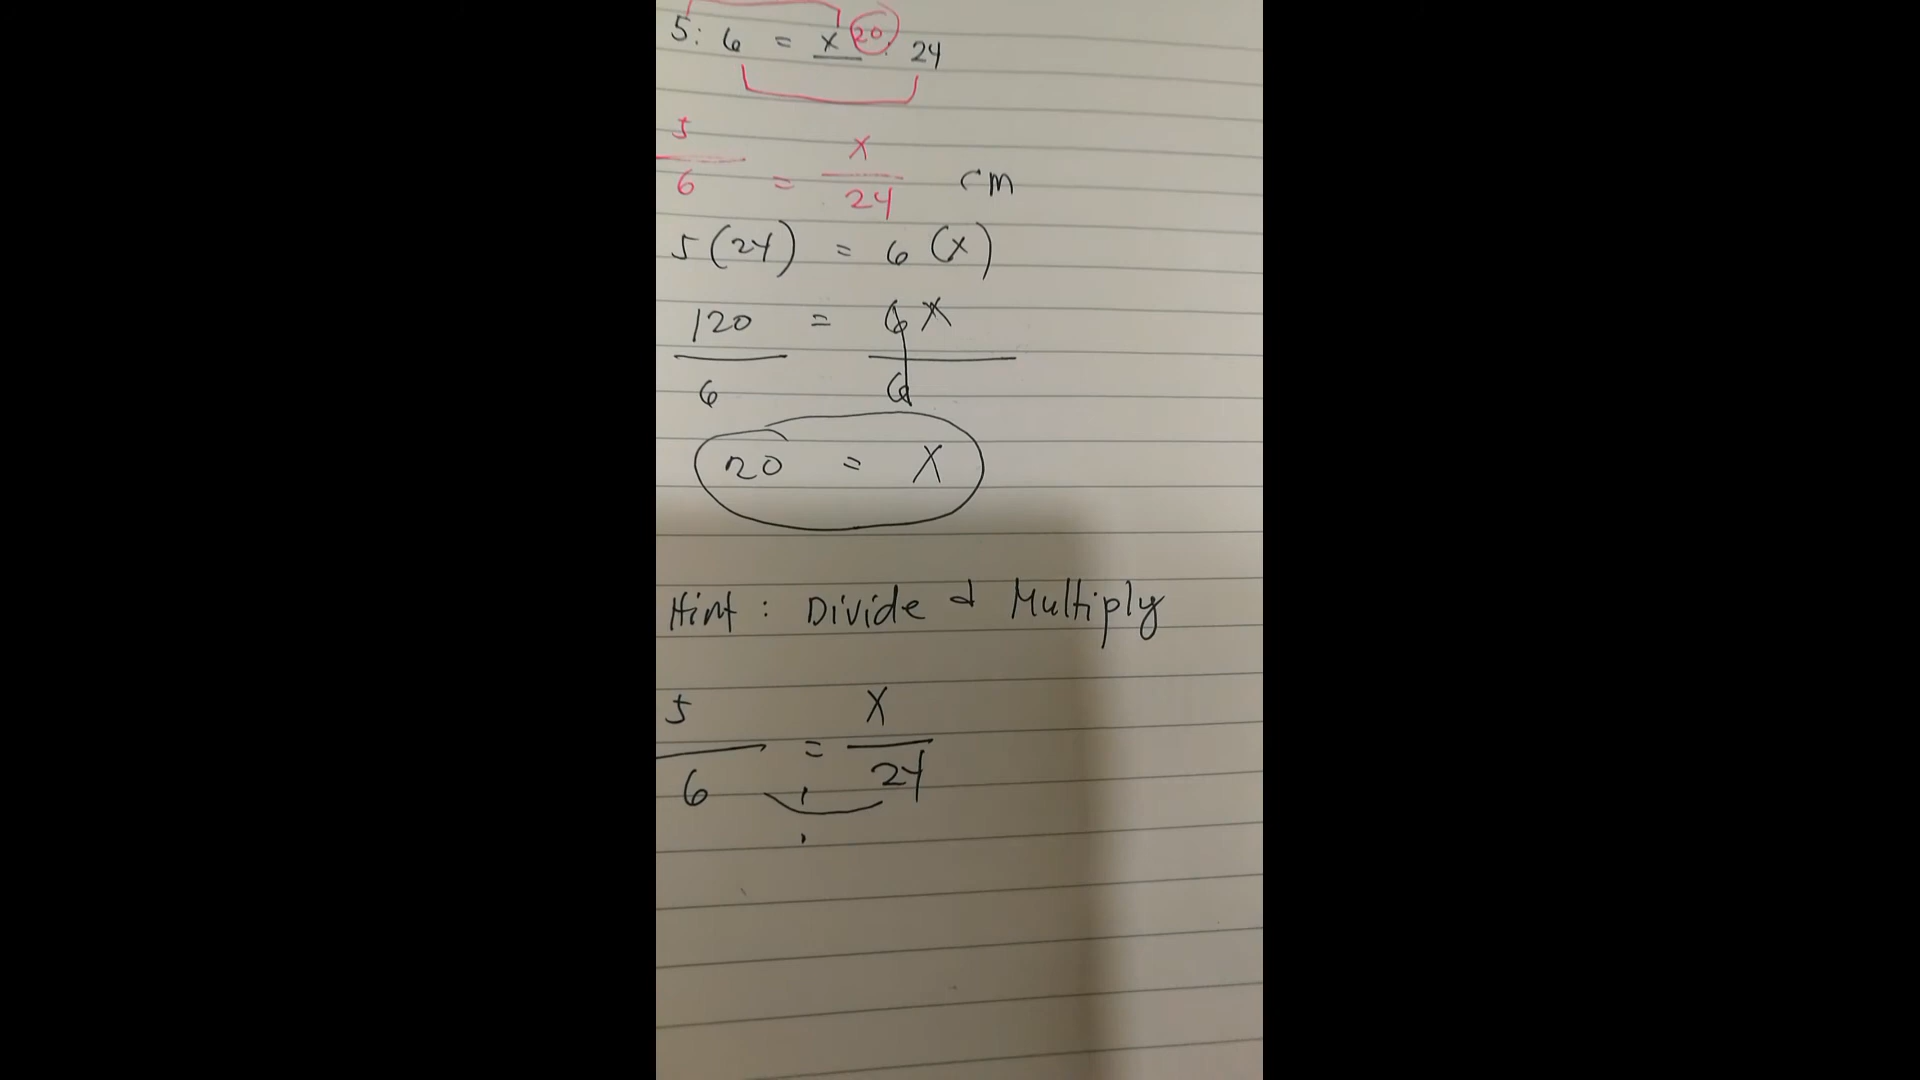 5 : 6 = x 20 : 24
5/6 = x/24 cm
5(24) = 6(x)
120/6 = 6x/6
20 = x
Hint : Divide & Multiply
5/6 = x/24